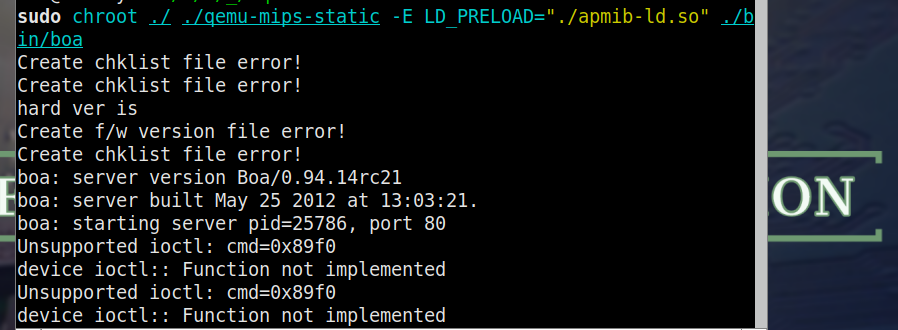 sudo chroot ./ ./qemu-mips-static -E LD_PRELOAD="./apmib-ld.so" ./b
in/boa
Create chklist file error!
Create chklist file error!
hard ver is
Create f/w version file error!
Create chklist file error!
boa: server version Boa/0.94.14rc21
boa: server built May 25 2012 at 13:03:21.
boa: starting server pid=25786, port 80
Unsupported ioctl: cmd=0x89f0
device ioctl:: Function not implemented
Unsupported ioctl: cmd=0x89f0
device ioctl:: Function not implemented
ON